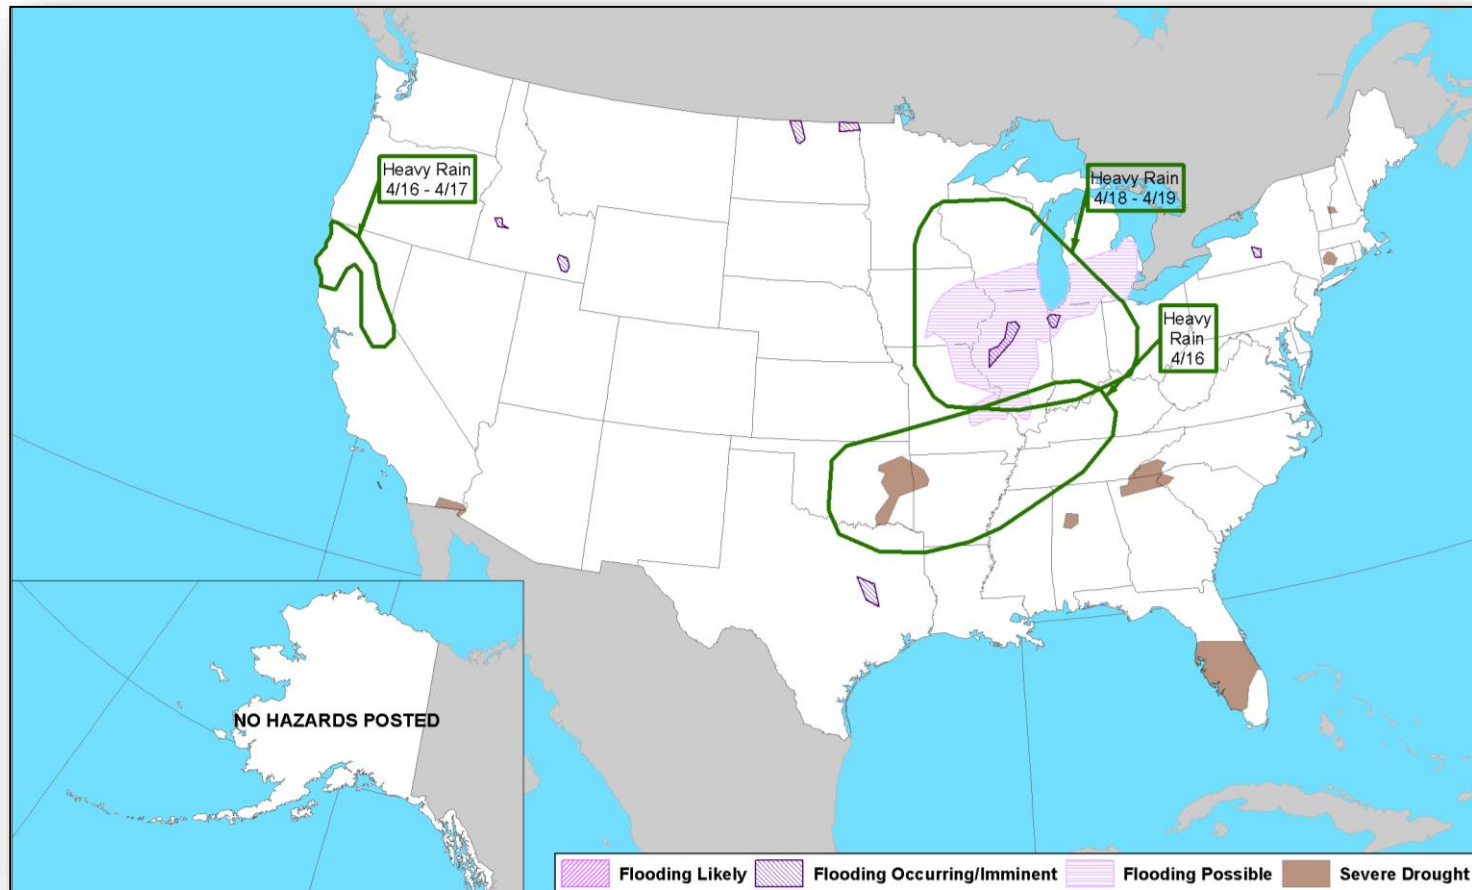 Heavy Rain
4/16 - 4/17
Heavy Rain
4/18 - 4/19
Heavy
Rain
4/16
NO HAZARDS POSTED
Flooding Likely
Flooding Occurring/Imminent
Flooding Possible
Severe Drought